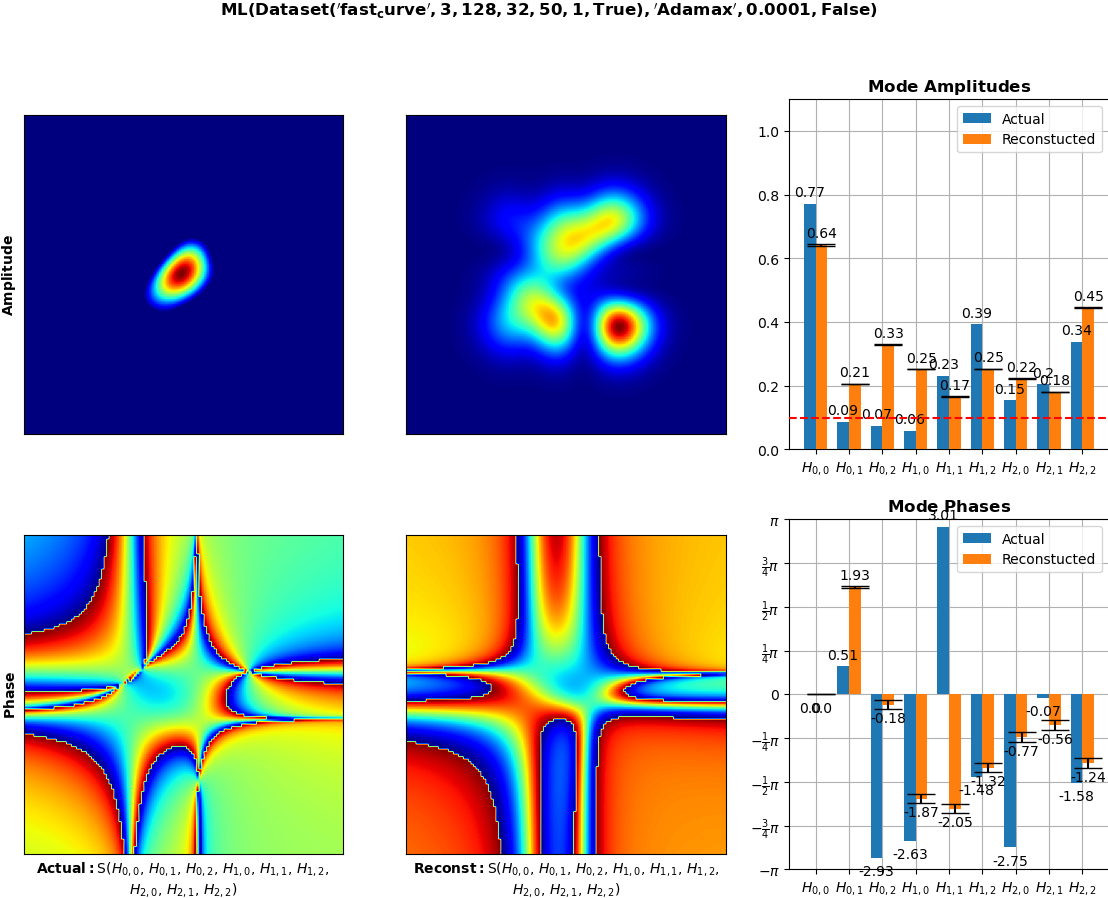 ML(Dataset('fast_curve', 3, 128, 32, 50, 1, True), 'Adamax', 0.0001, False)
Amplitude
Mode Amplitudes
Actual
Reconstucted
1.0
0.8
0.6
0.4
0.2
0.0
0.77
0.64
0.09
0.21
0.07
0.33
0.06
0.25
0.23
0.17
0.39
0.25
0.15
0.22
0.2
0.18
0.34
0.45
H0,0 H0,1 H0,2 H1,0 H1,1 H1,2 H2,0 H2,1 H2,2
Phase
Mode Phases
Actual
Reconstucted
π
3/4π
1/2π
1/4π
0
−1/4π
−1/2π
−3/4π
−π
0.0
0.0
0.51
1.93
-2.93
-0.18
-2.63
-1.87
3.01
-2.05
-1.48
-1.32
-2.75
-0.77
-0.07
-0.56
-1.58
-1.24
H0,0 H0,1 H0,2 H1,0 H1,1 H1,2 H2,0 H2,1 H2,2
Actual: S(H0,0, H0,1, H0,2, H1,0, H1,1, H1,2,
H2,0, H2,1, H2,2)
Reconst: S(H0,0, H0,1, H0,2, H1,0, H1,1, H1,2,
H2,0, H2,1, H2,2)